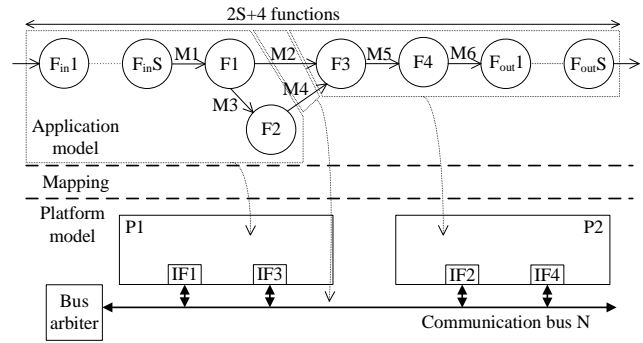 2S+4 functions
Fin1 FinS M1 F1 M2 F3 M5 F4 M6 Fout1 FoutS
M3 M4
F2
Application
model
Mapping
Platform
model
P1 P2
IF1 IF3 IF2 IF4
Bus
arbiter
Communication bus N